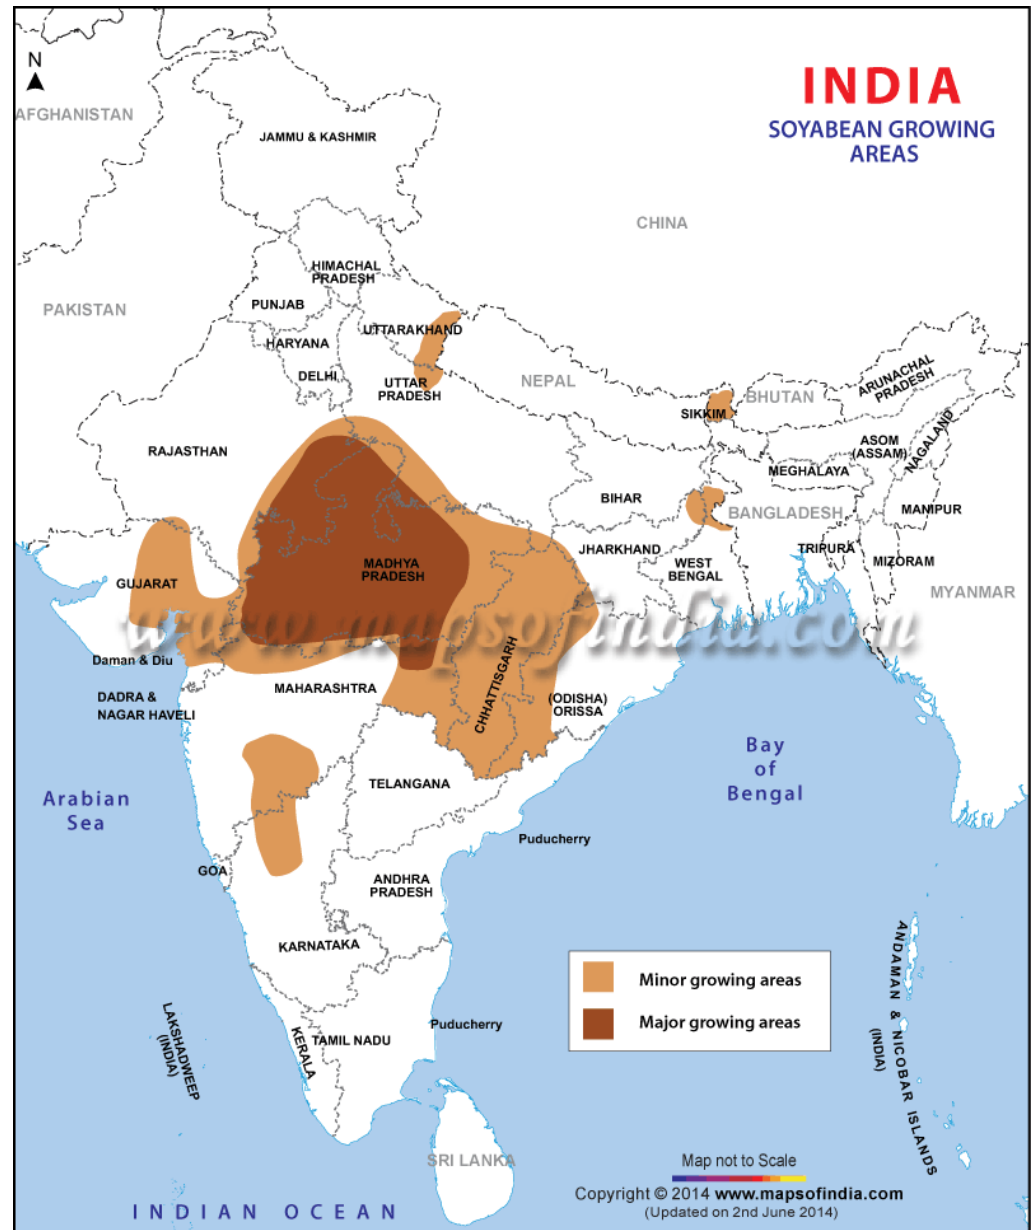 N
INDIA
SOYABEAN GROWING
AREAS
AFGHANISTAN
JAMMU & KASHMIR
CHINA
HIMACHAL
PRADESH
PAKISTAN
PUNJAB
UTTARAKHAND
HARYANA
DELHI
UTTAR
PRADESH
NEPAL
BHUTAN
ARUNACHAL
PRADESH
SIKKIM
RAJASTHAN
ASOM
(ASSAM)
NAGALAND
MEGHALAYA
BIHAR
BANGLADESH
MANIPUR
JHARKHAND
TRIPURA
WEST
BENGAL
MIZORAM
MADHYA
PRADESH
GUJARAT
MYANMAR
www.mapsofindia.com
Daman & Diu
MAHARASHTRA
CHHATTISGARH
DADRA &
NAGAR HAVELI
(ODISHA)
ORISSA
Bay
of
Bengal
TELANGANA
Arabian
Sea
Puducherry
GOA
ANDHRA
PRADESH
KARNATAKA
Minor growing areas
Major growing areas
ANDAMAN & NICOBAR ISLANDS
(INDIA)
LAKSHADWEEP
(INDIA)
Puducherry
KERALA
TAMIL NADU
SRI LANKA
Map not to Scale
Copyright © 2014 www.mapsofindia.com
(Updated on 2nd June 2014)
INDIAN OCEAN